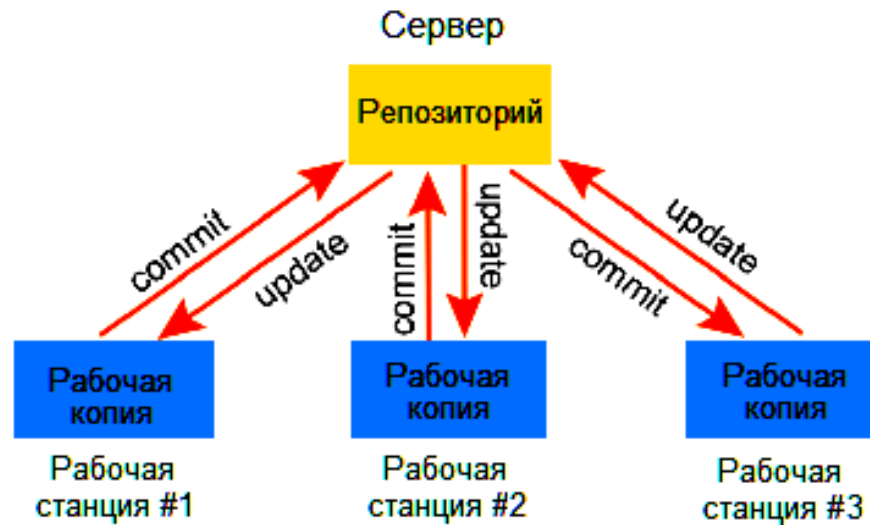 Сервер
Репозиторий
commit
update
commit
update
commit
update
Рабочая
копия
Рабочая
копия
Рабочая
копия
Рабочая
станция #1
Рабочая
станция #2
Рабочая
станция #3